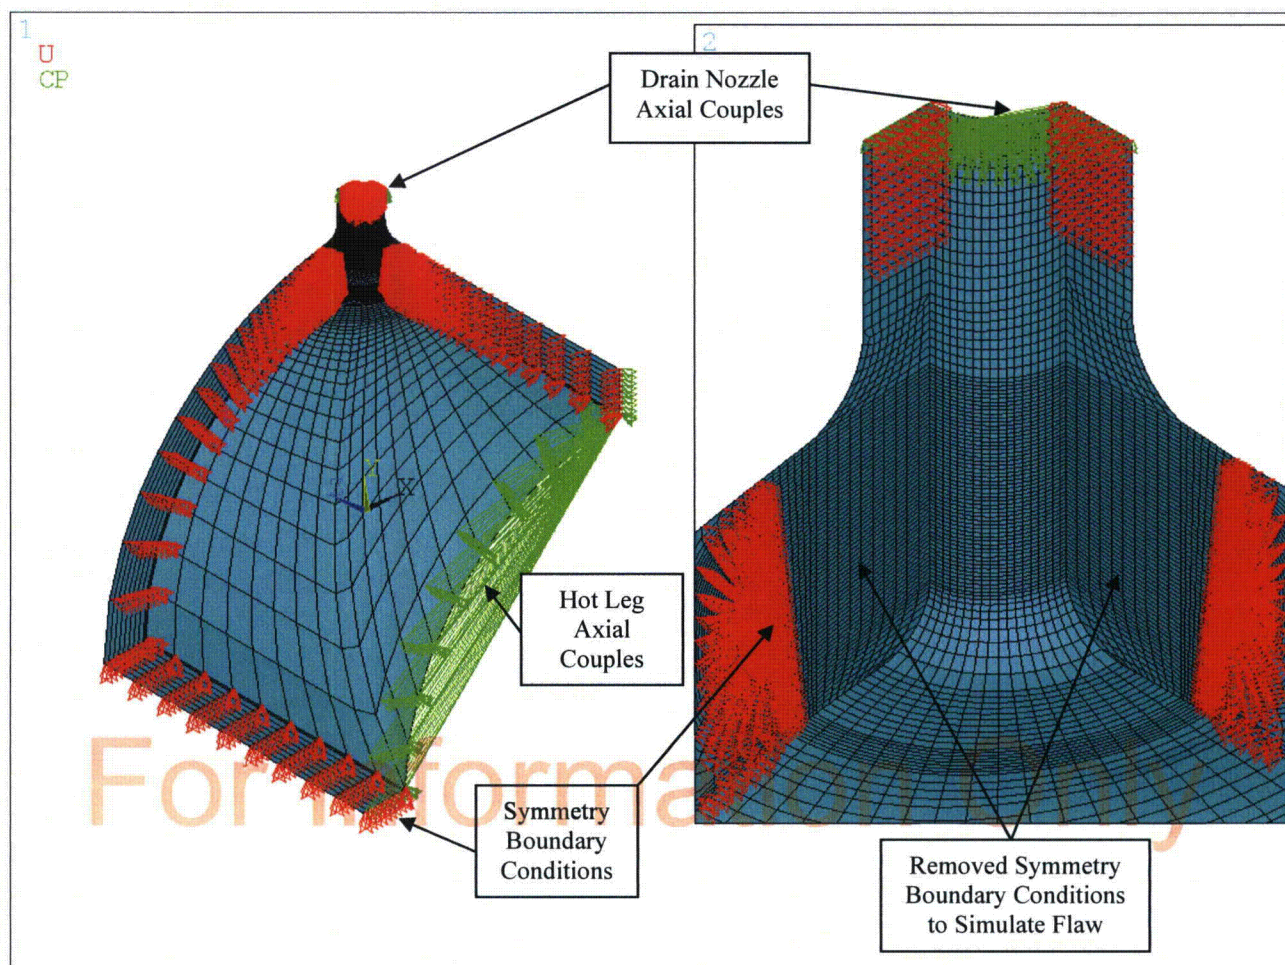 1
U
CP
2
Drain Nozzle
Axial Couples
X
Hot Leg
Axial
Couples
Symmetry
Boundary
Conditions
Removed Symmetry
Boundary Conditions
to Simulate Flaw
For Information Only